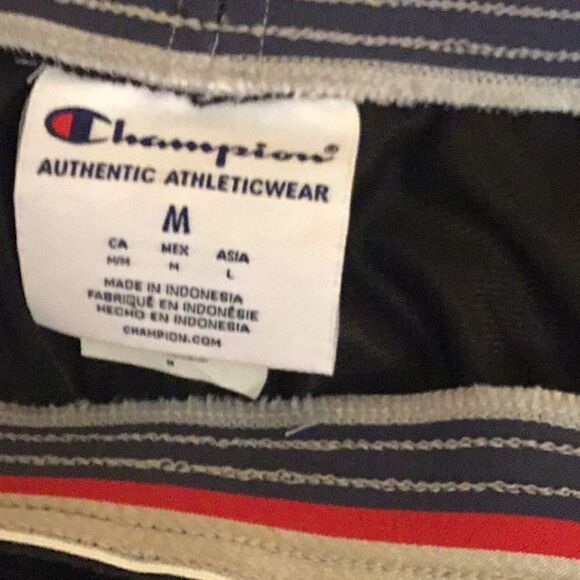 Champion®
AUTHENTIC ATHLETICWEAR
M
CA MEX ASIA
M/M M L
MADE IN INDONESIA
FABRIQUÉ EN INDONÉSIE
HECHO EN INDONESIA
CHAMPION.COM